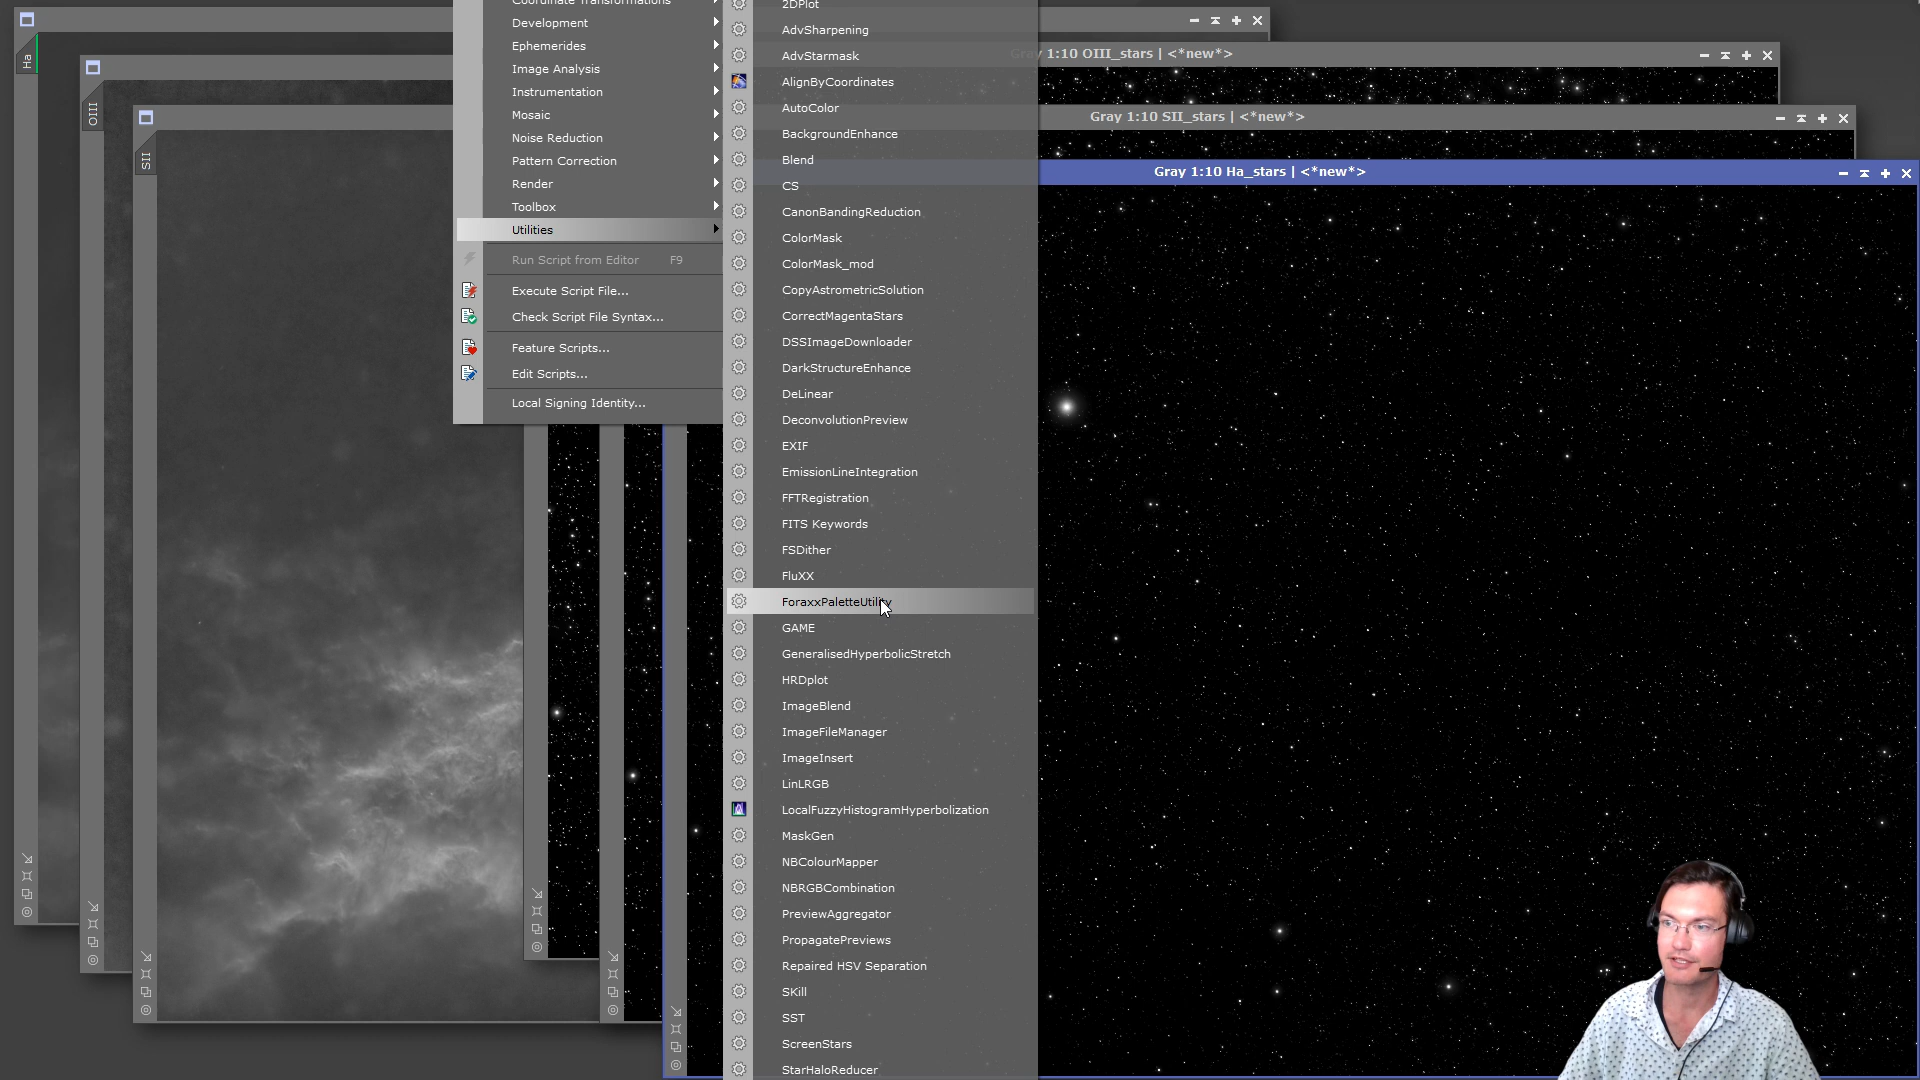 Coordinate Transformations
Development
Ephemerides
Image Analysis
Instrumentation
Mosaic
Noise Reduction
Pattern Correction
Render
Toolbox
Utilities
Run Script from Editor F9
Execute Script File...
Check Script File Syntax...
Feature Scripts...
Edit Scripts...
Local Signing Identity...
2DPlot
AdvSharpening
AdvStarmask
AlignByCoordinates
AutoColor
BackgroundEnhance
Blend
CS
CanonBandingReduction
ColorMask
ColorMask_mod
CopyAstrometricSolution
CorrectMagentaStars
DSSImageDownloader
DarkStructureEnhance
DeLinear
DeconvolutionPreview
EXIF
EmissionLineIntegration
FFTRegistration
FITS Keywords
FSDither
FluXX
ForaxxPaletteUtility
GAME
GeneralisedHyperbolicStretch
HRDplot
ImageBlend
ImageFileManager
ImageInsert
LinLRGB
LocalFuzzyHistogramHyperbolization
MaskGen
NBColourMapper
NBRGBCombination
PreviewAggregator
PropagatePreviews
Repaired HSV Separation
SKill
SST
ScreenStars
StarHaloReducer
Gray 1:10 OIII_stars | <*new*>
Gray 1:10 SII_stars | <*new*>
Gray 1:10 Ha_stars | <*new*>
Ha
OIII
SII